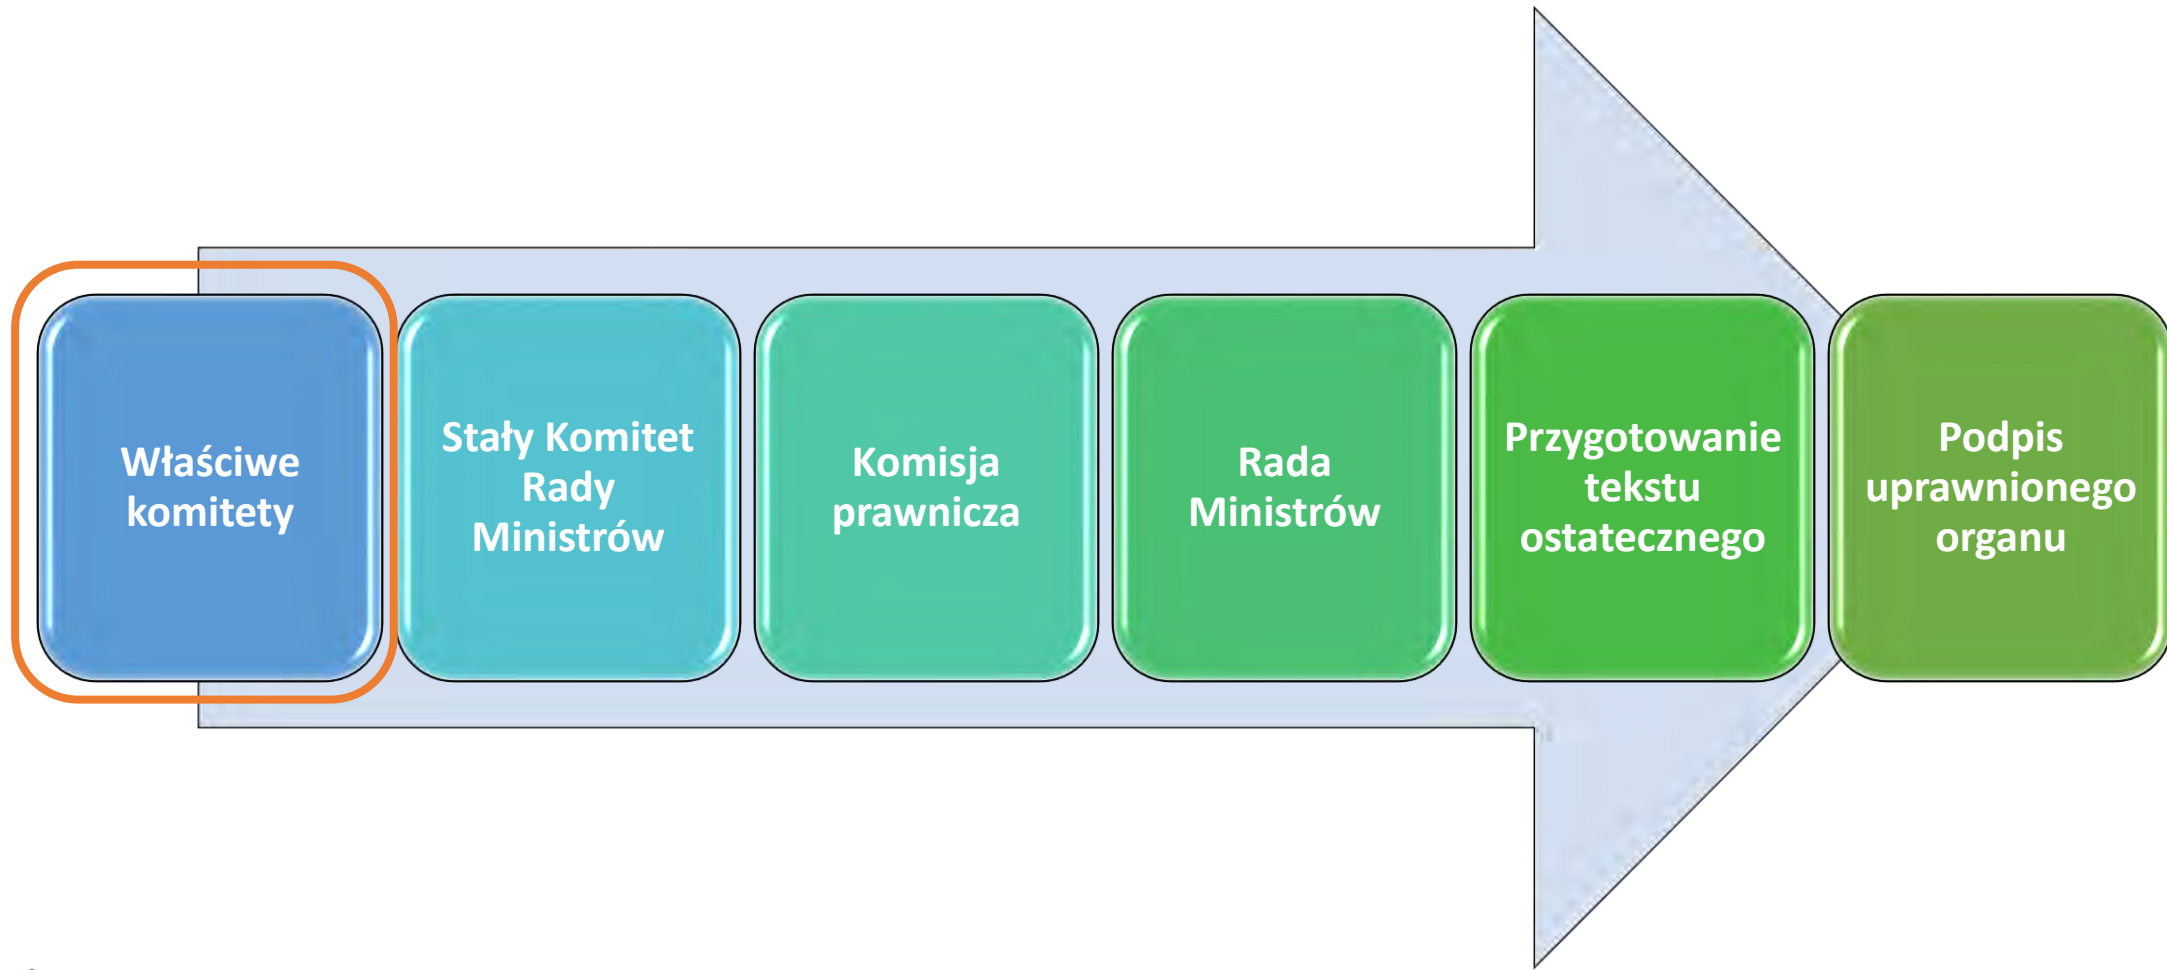 Właściwe
komitety
Stały Komitet
Rady
Ministrów
Komisja
prawnicza
Rada
Ministrów
Przygotowanie
tekstu
ostatecznego
Podpis
uprawnionego
organu